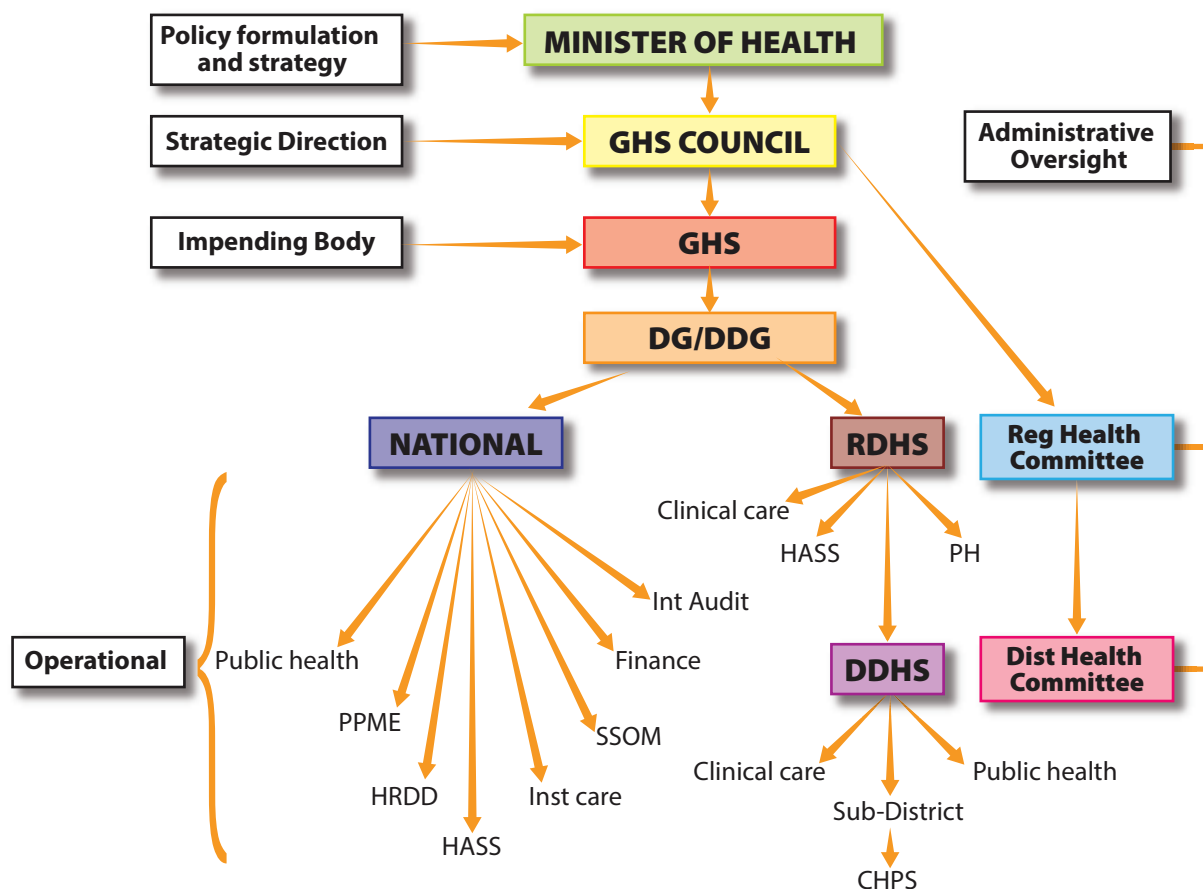 Policy formulation
and strategy
MINISTER OF HEALTH
Strategic Direction
GHS COUNCIL
Administrative
Oversight
Impending Body
GHS
DG/DDG
NATIONAL
RDHS
Reg Health
Committee
Clinical care
HASS
PH
Int Audit
Operational
Public health
Finance
DDHS
Dist Health
Committee
PPME
SSOM
Clinical care
Public health
HRDD
Inst care
Sub-District
HASS
CHPS